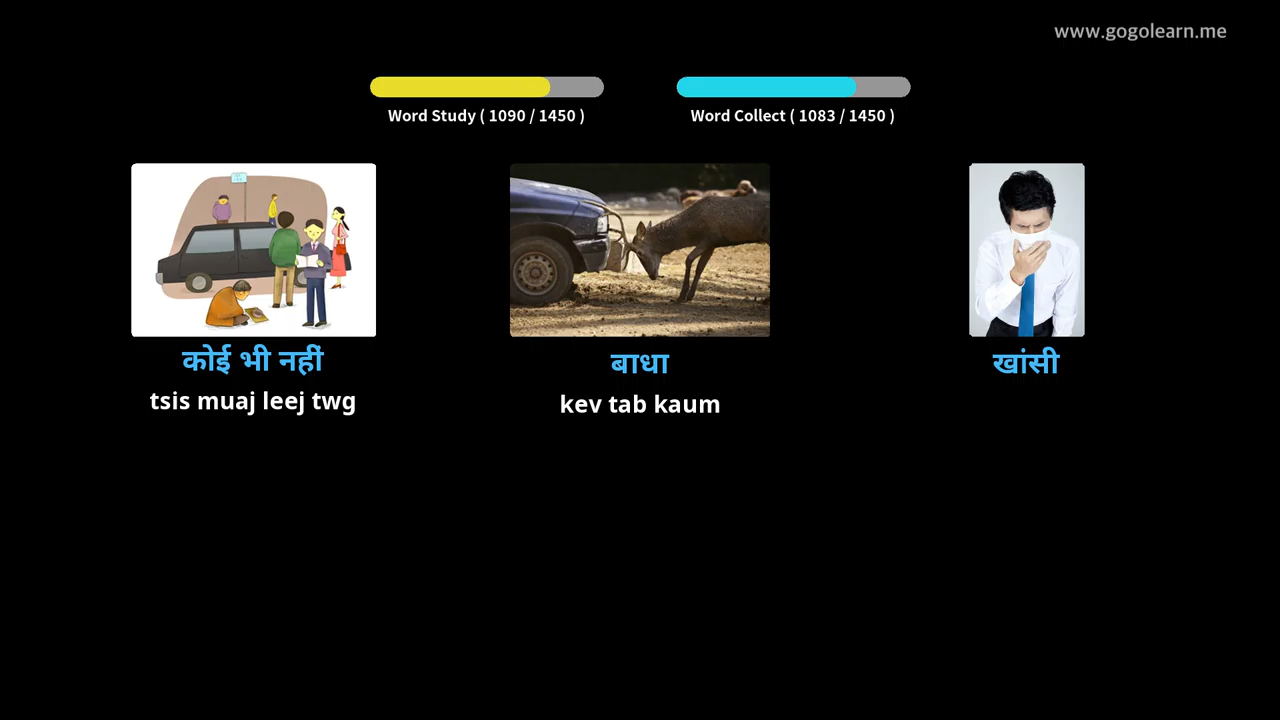 www.gogolearn.me
Word Study ( 1090 / 1450 )
Word Collect ( 1083 / 1450 )
कोई भी नहीं
बाधा
खांसी
tsis muaj leej twg
kev tab kaum